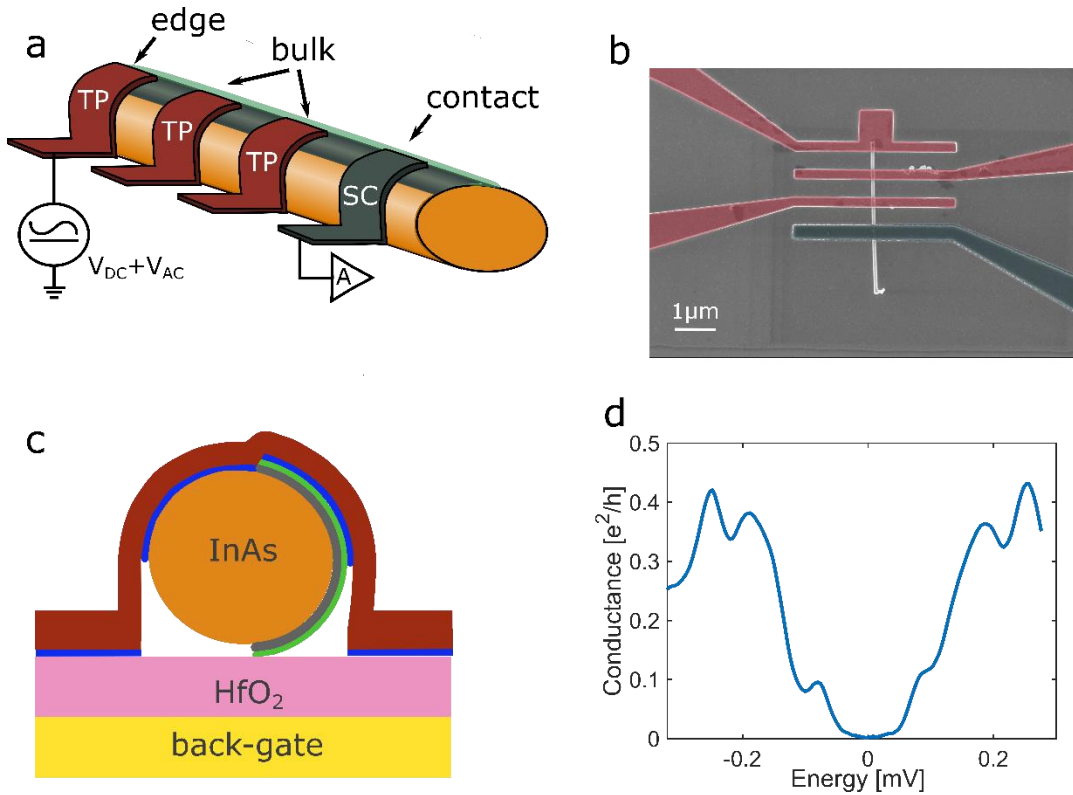 a
edge
bulk
contact
TP
TP
TP
SC
V_DC+V_AC
A
b
1μm
c
InAs
HfO₂
back-gate
d
Conductance [e²/h]
0.5
0.4
0.3
0.2
0.1
0
-0.2
0
0.2
Energy [mV]